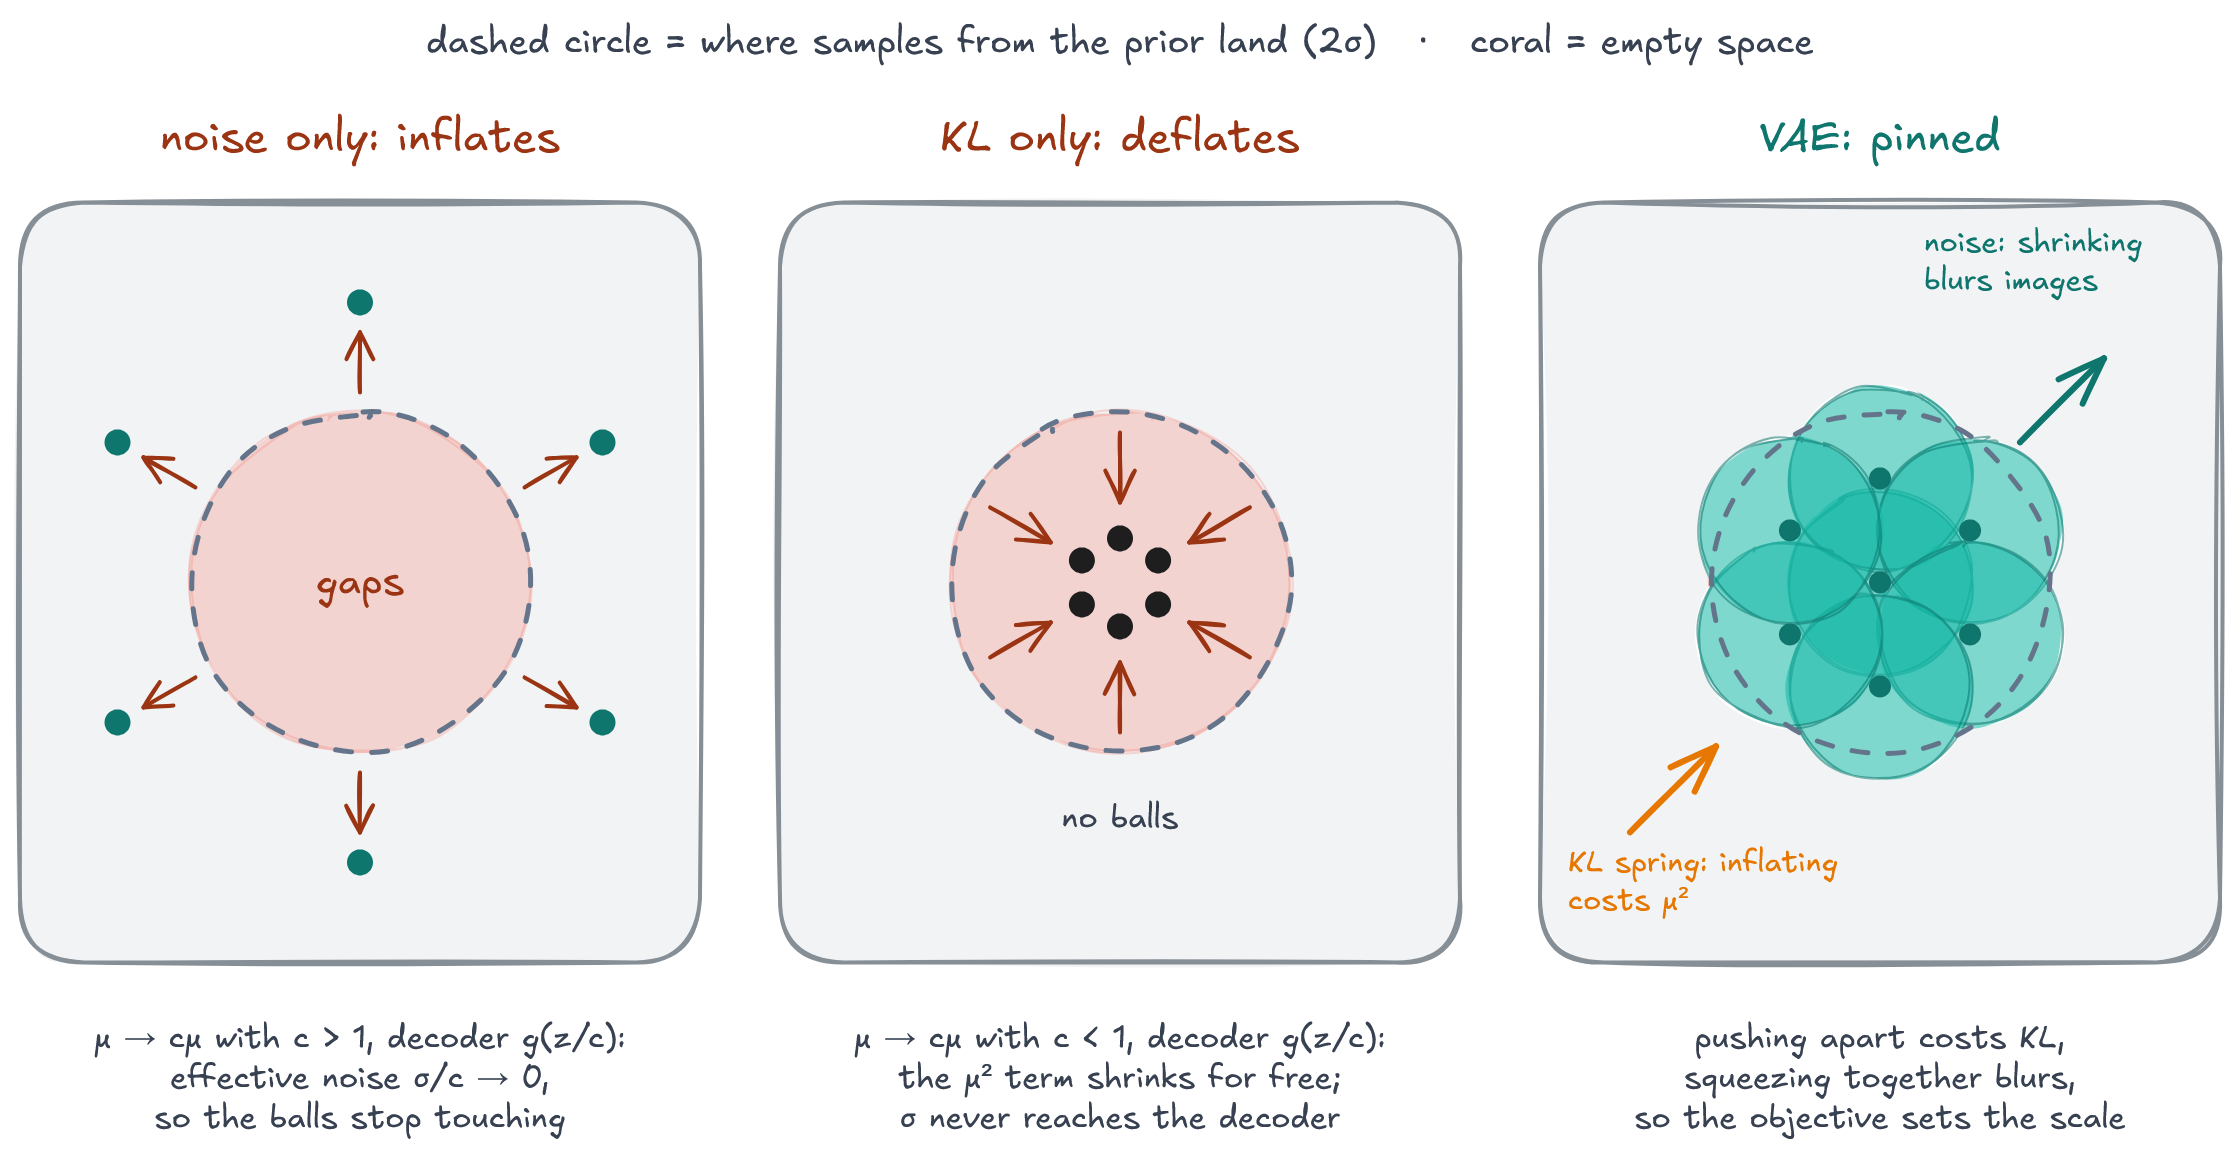 dashed circle = where samples from the prior land (2σ) · coral = empty space
noise only: inflates
KL only: deflates
VAE: pinned
noise: shrinking
blurs images
gaps
no balls
KL spring: inflating
costs μ²
μ → cμ with c > 1, decoder g(z/c):
effective noise σ/c → 0,
so the balls stop touching
μ → cμ with c < 1, decoder g(z/c):
the μ² term shrinks for free;
σ never reaches the decoder
pushing apart costs KL,
squeezing together blurs,
so the objective sets the scale